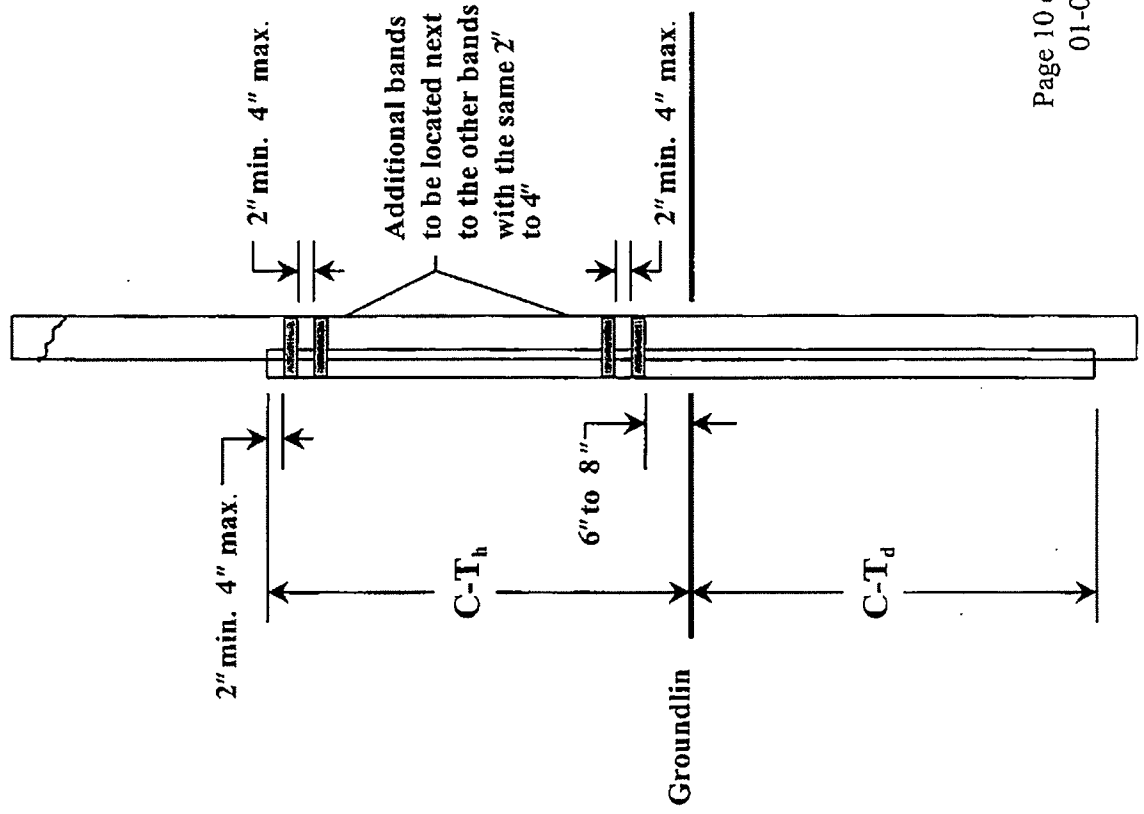 2" min. 4" max.
2" min. 4" max.
Additional bands
to be located next
to the other bands
with the same 2"
to 4"
6" to 8"
2" min. 4" max.
C-Th
Groundlin
C-Td
Page 10
01-0